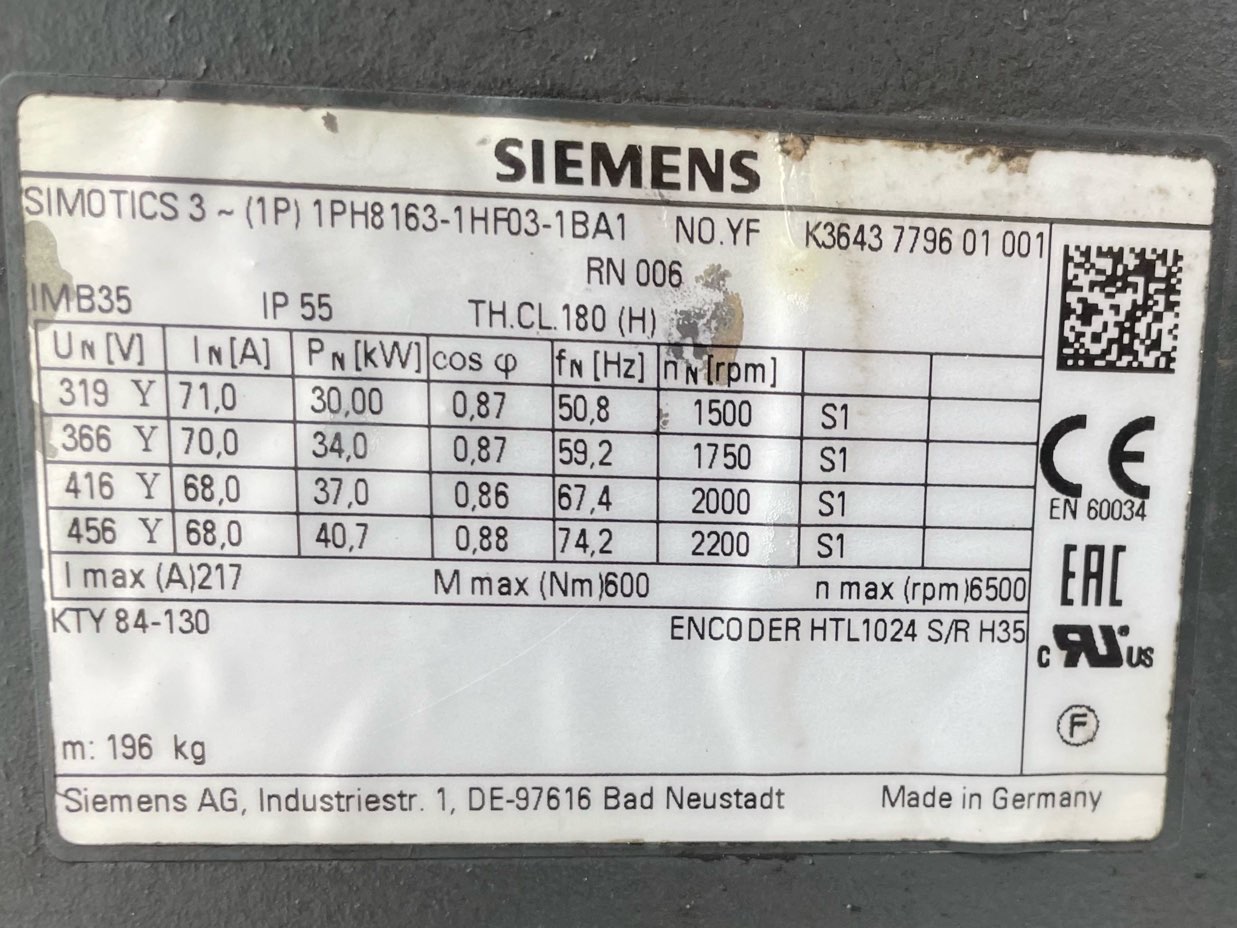 SIEMENS
SIMOTICS 3 ~ (1P) 1PH8163-1HF03-1BA1 NO.YF K3643 7796 01 001
RN 006
IMB35 IP 55 TH.CL.180 (H)
UN [V] IN [A] PN [kW] cos φ fN [Hz] nN [rpm]
319 Y 71,0 30,00 0,87 50,8 1500 S1
366 Y 70,0 34,0 0,87 59,2 1750 S1
416 Y 68,0 37,0 0,86 67,4 2000 S1
456 Y 68,0 40,7 0,88 74,2 2200 S1
I max (A)217 M max (Nm)600 n max (rpm)6500
KTY 84-130 ENCODER HTL1024 S/R H35
m: 196 kg
Siemens AG, Industriestr. 1, DE-97616 Bad Neustadt Made in Germany
CE
EN 60034
EAC
c RU US
F